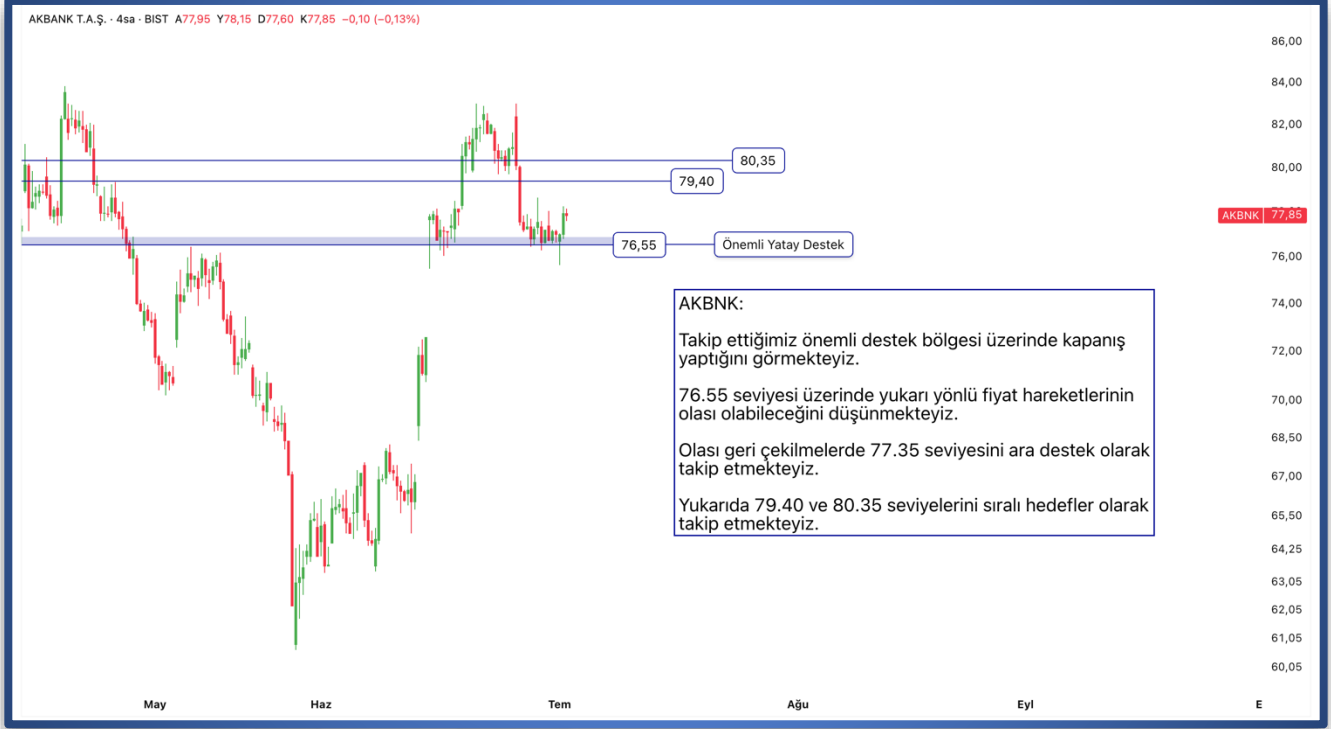 AKBANK T.A.Ş. · 4sa · BIST A77,95 Y78,15 D77,60 K77,85 −0,10 (−0,13%)
86,00
84,00
82,00
80,35
80,00
79,40
AKBNK 77,85
76,55
Önemli Yatay Destek
76,00
74,00
AKBNK:
Takip ettiğimiz önemli destek bölgesi üzerinde kapanış
yaptığını görmekteyiz.
76.55 seviyesi üzerinde yukarı yönlü fiyat hareketlerinin
olası olabileceğini düşünmekteyiz.
Olası geri çekilmelerde 77.35 seviyesini ara destek olarak
takip etmekteyiz.
Yukarıda 79.40 ve 80.35 seviyelerini sıralı hedefler olarak
takip etmekteyiz.
72,00
70,00
68,50
67,00
65,50
64,25
63,05
62,05
61,05
60,05
May Haz Tem Ağu Eyl E